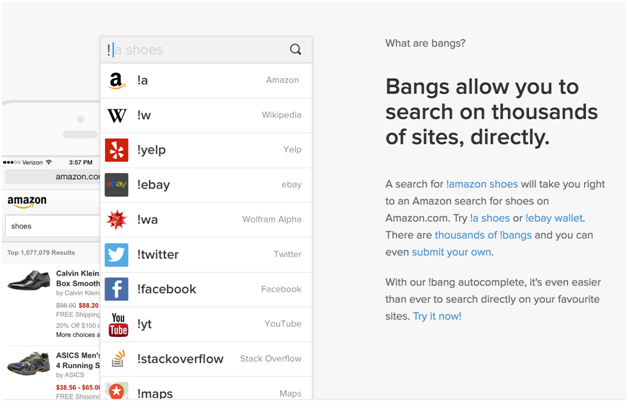 !a shoes
!a Amazon
!w Wikipedia
!yelp Yelp
!ebay ebay
!wa Wolfram Alpha
!twitter Twitter
!facebook Facebook
!yt YouTube
!stackoverflow Stack Overflow
!maps Maps
a
W
ebay
f
You
Tube
Verizon 3:57 PM
amazon.co
amazon
shoes
Top 1,077,079 Results
Calvin Klein
Box Smooth
by Calvin Klein
$98.00 $88.20
FREE Shipping
20% Off $100
More choices a
ASICS Men's
4 Running S
by ASICS
$38.56 - $65.0
FREE Shipping
What are bangs?
Bangs allow you to
search on thousands
of sites, directly.
A search for !amazon shoes will take you right
to an Amazon search for shoes on
Amazon.com. Try !a shoes or !ebay wallet.
There are thousands of !bangs and you can
even submit your own.
With our !bang autocomplete, it's even easier
than ever to search directly on your favourite
sites. Try it now!